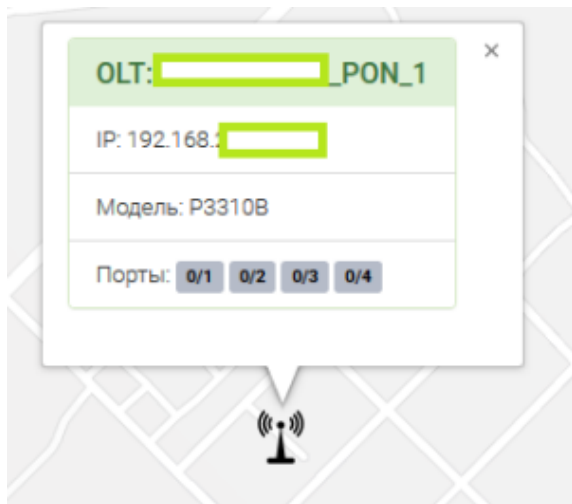 ×
OLT: _PON_1
IP: 192.168.
Модель: P3310B
Порты: 0/1 0/2 0/3 0/4